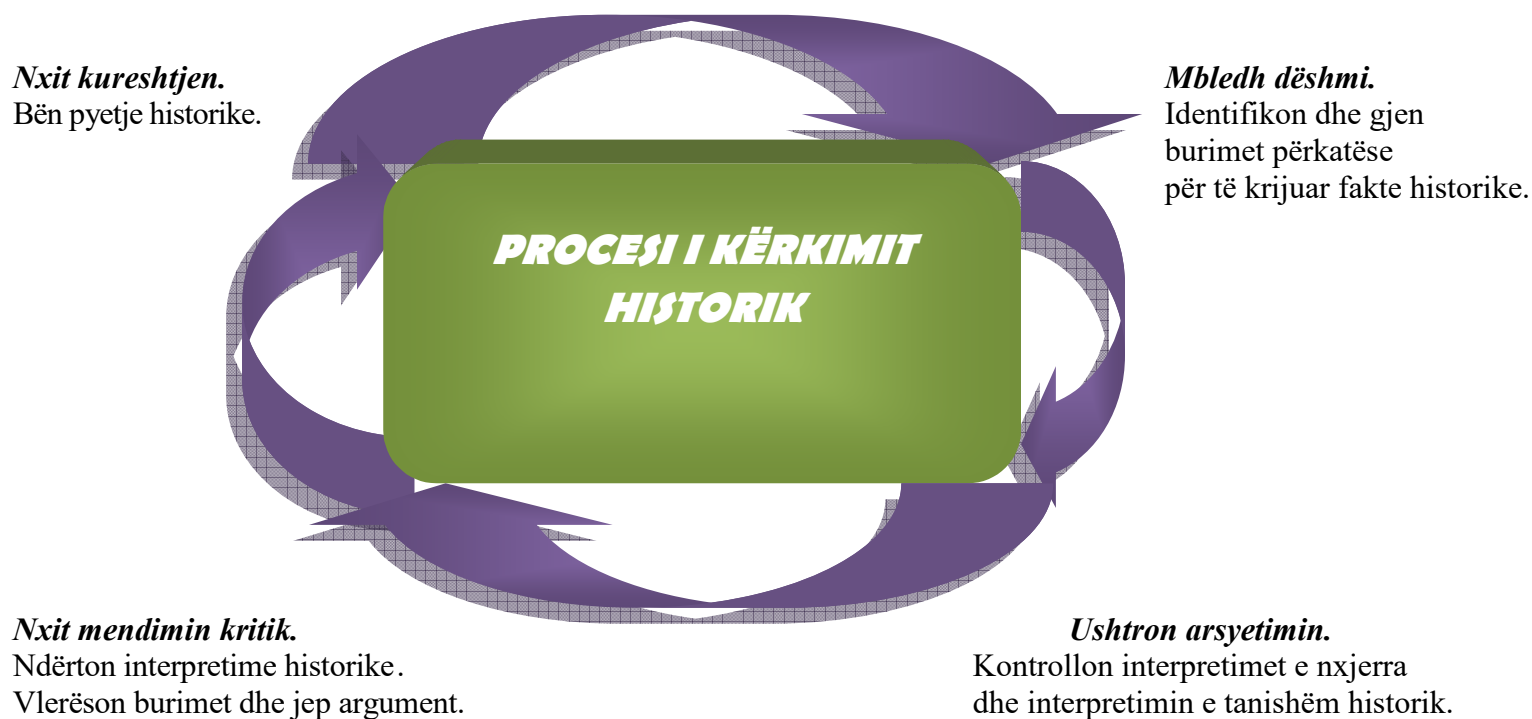 Nxit kureshtjen.
Bën pyetje historike.
Mbledh dëshmi.
Identifikon dhe gjen
burimet përkatëse
për të krijuar fakte historike.
PROCESI I KËRKIMIT
HISTORIK
Nxit mendimin kritik.
Ndërton interpretime historike.
Vlerëson burimet dhe jep argument.
Ushtron arsyetimin.
Kontrollon interpretimet e nxjerra
dhe interpretimin e tanishëm historik.